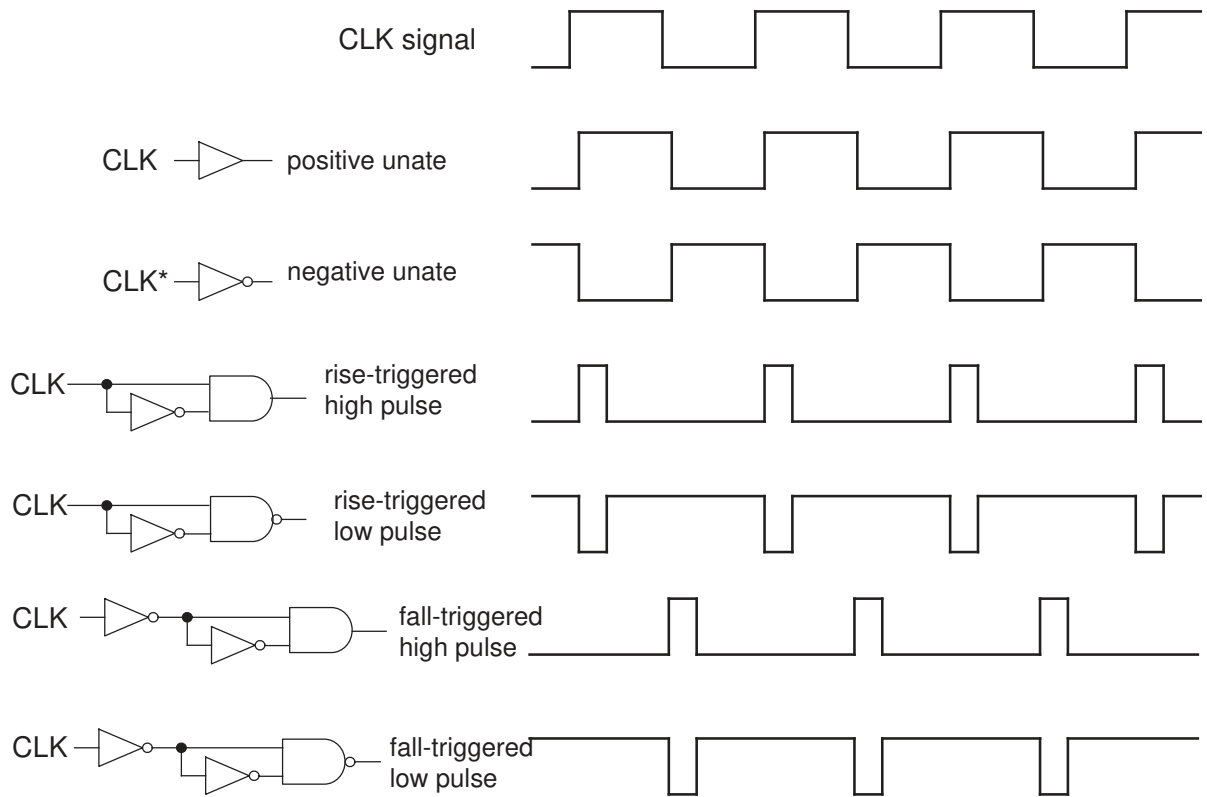 CLK signal
CLK positive unate
CLK* negative unate
CLK rise-triggered
high pulse
CLK rise-triggered
low pulse
CLK fall-triggered
high pulse
CLK fall-triggered
low pulse